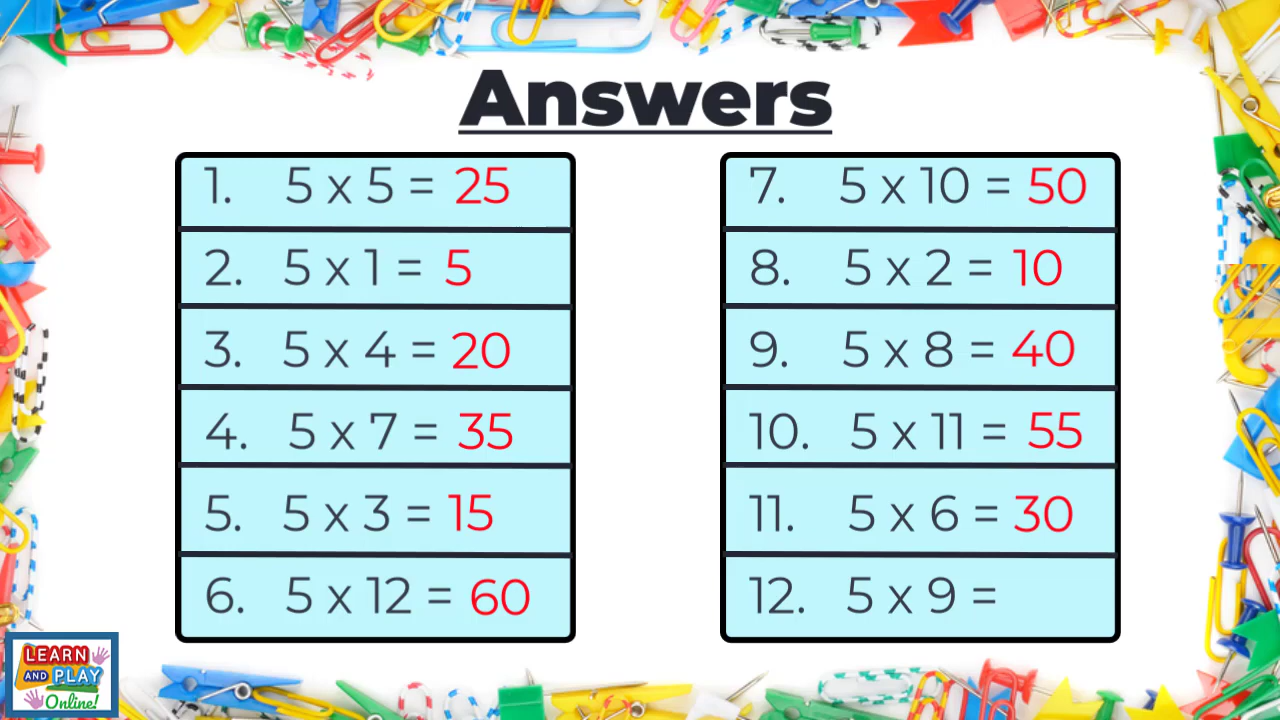 Answers
1. 5 x 5 = 25
2. 5 x 1 = 5
3. 5 x 4 = 20
4. 5 x 7 = 35
5. 5 x 3 = 15
6. 5 x 12 = 60
7. 5 x 10 = 50
8. 5 x 2 = 10
9. 5 x 8 = 40
10. 5 x 11 = 55
11. 5 x 6 = 30
12. 5 x 9 =
LEARN
AND PLAY
Online!